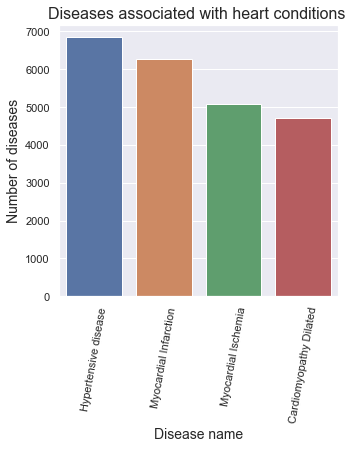 Diseases associated with heart conditions
Number of diseases
7000
6000
5000
4000
3000
2000
1000
0
Hypertensive disease
Myocardial Infarction
Myocardial Ischemia
Cardiomyopathy Dilated
Disease name